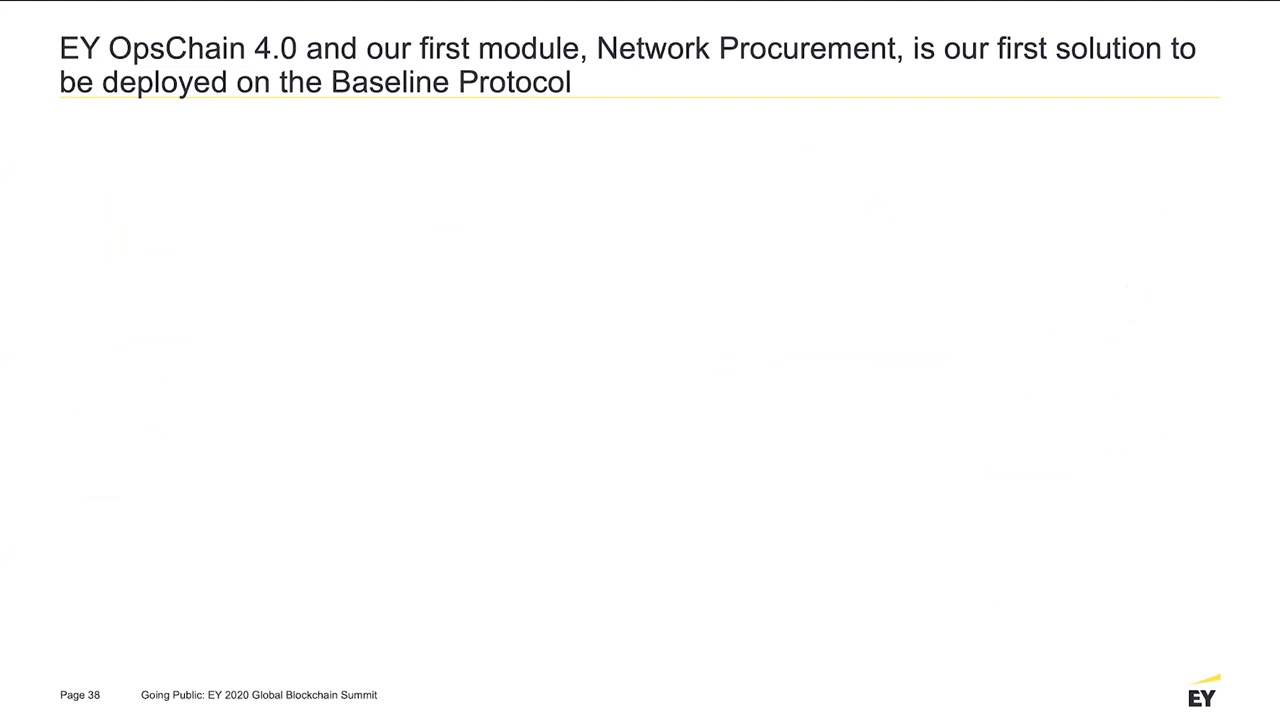 EY OpsChain 4.0 and our first module, Network Procurement, is our first solution to
be deployed on the Baseline Protocol
Page 38 Going Public: EY 2020 Global Blockchain Summit
EY